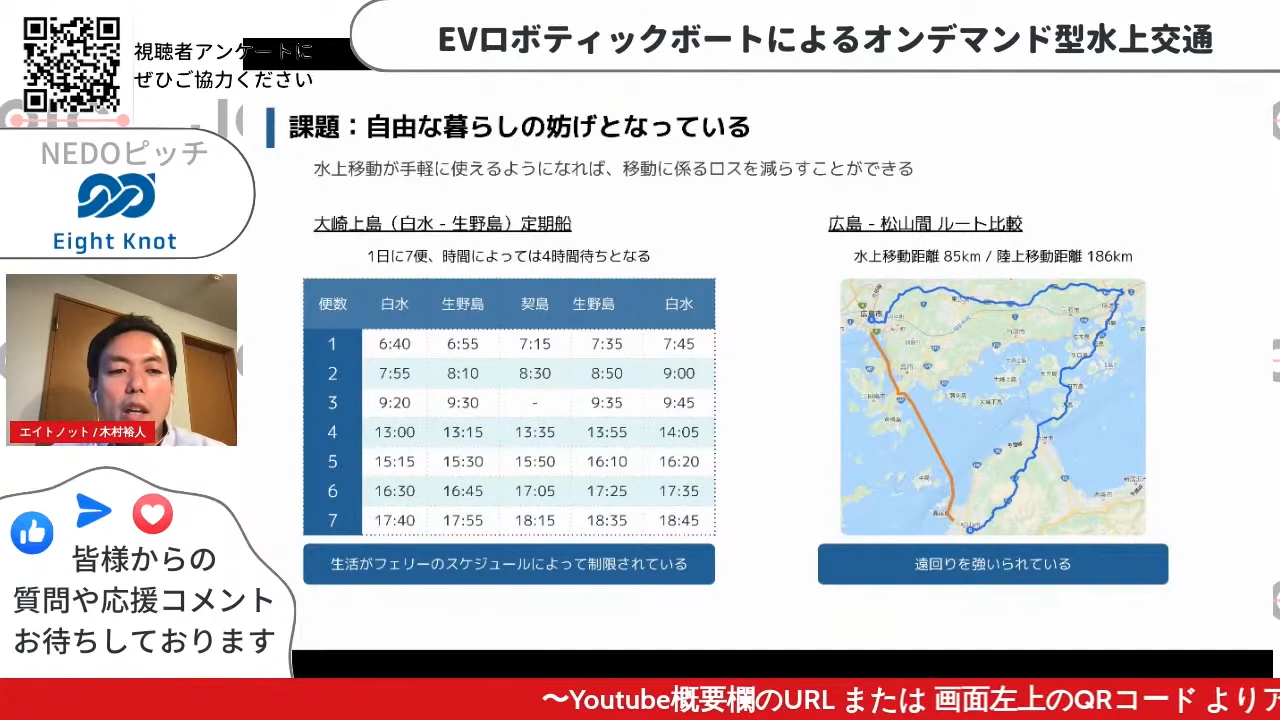 視聴者アンケートに
ぜひご協力ください
EVロボティックボートによるオンデマンド型水上交通
NEDOピッチ
Eight Knot
課題：自由な暮らしの妨げとなっている
水上移動が手軽に使えるようになれば、移動に係るロスを減らすことができる
大崎上島（白水 - 生野島）定期船
1日に7便、時間によっては4時間待ちとなる
便数 白水 生野島 契島 生野島 白水
1 6:40 6:55 7:15 7:35 7:45
2 7:55 8:10 8:30 8:50 9:00
3 9:20 9:30 - 9:35 9:45
4 13:00 13:15 13:35 13:55 14:05
5 15:15 15:30 15:50 16:10 16:20
6 16:30 16:45 17:05 17:25 17:35
7 17:40 17:55 18:15 18:35 18:45
生活がフェリーのスケジュールによって制限されている
広島 - 松山間 ルート比較
水上移動距離 85km / 陸上移動距離 186km
広島市
遠回りを強いられている
エイトノット / 木村裕人
皆様からの
質問や応援コメント
お待ちしております
〜Youtube概要欄のURL または 画面左上のQRコード より